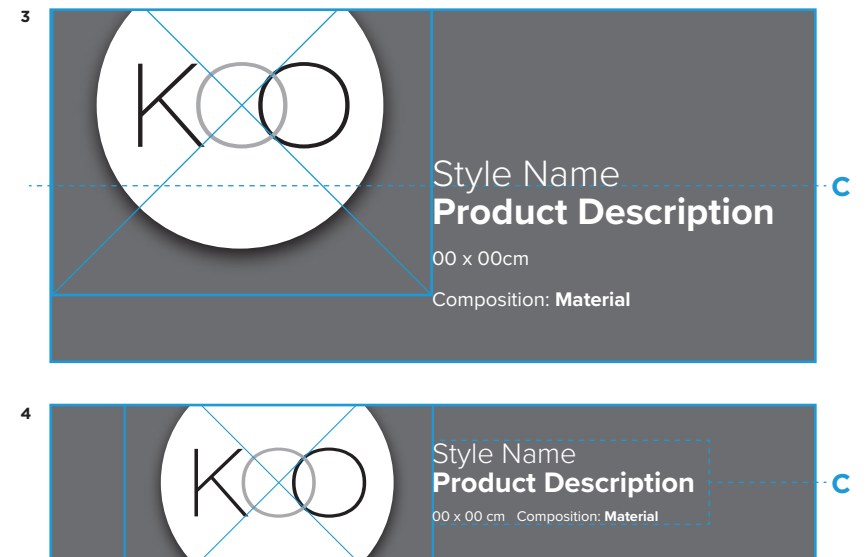 3
KOO
Style Name
C
Product Description
00 x 00cm
Composition: Material
4
KOO
Style Name
Product Description
C
00 x 00 cm Composition: Material